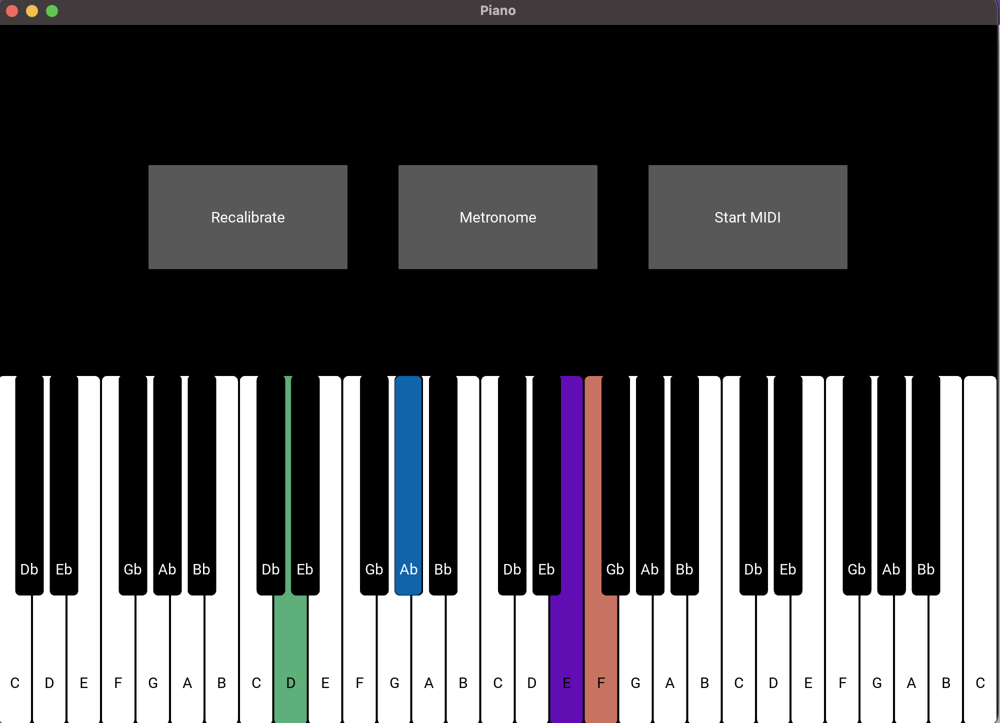 Piano
Recalibrate Metronome Start MIDI
Db Eb Gb Ab Bb Db Eb Gb Ab Bb Db Eb Gb Ab Bb Db Eb Gb Ab Bb
C D E F G A B C D E F G A B C D E F G A B C D E F G A B C